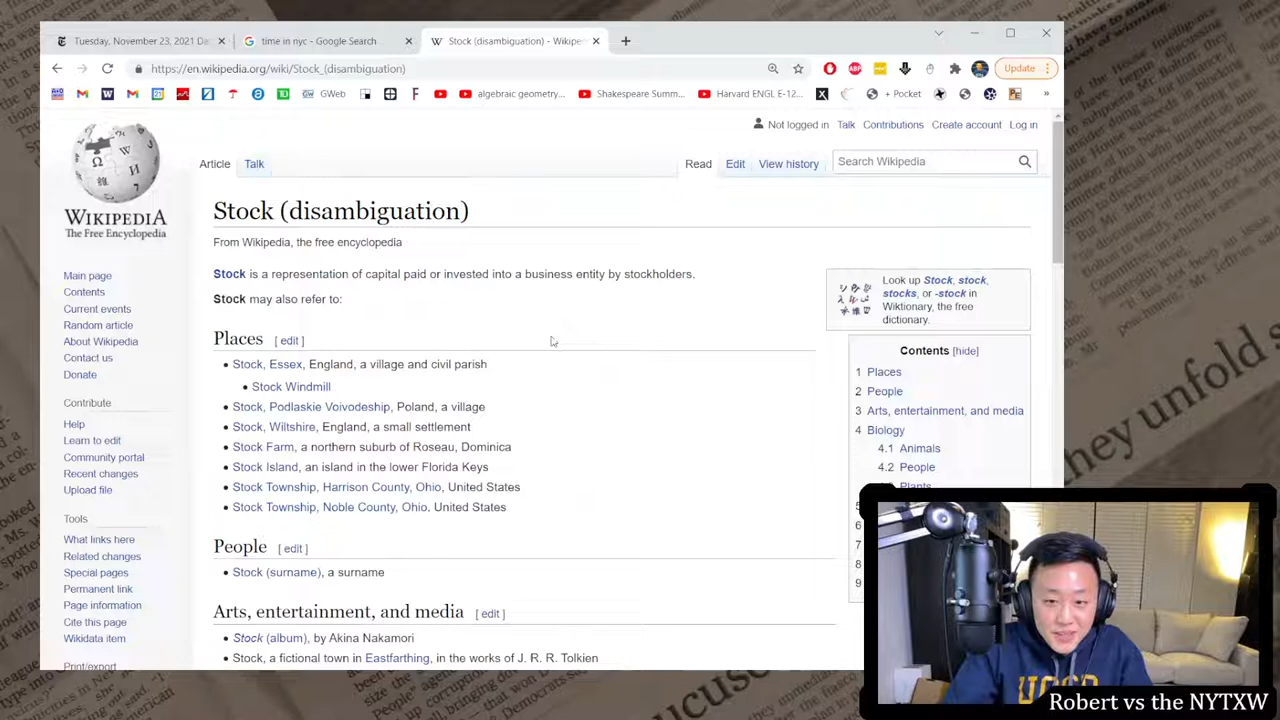 Tuesday, November 23, 2021 Da
time in nyc - Google Search
Stock (disambiguation) - Wikipe
https://en.wikipedia.org/wiki/Stock_(disambiguation)
Update
GWeb
algebraic geometry...
Shakespeare Summ...
Harvard ENGL E-12...
+ Pocket
Not logged in Talk Contributions Create account Log in
Article Talk Read Edit View history Search Wikipedia
WIKIPEDIA
The Free Encyclopedia
Main page
Contents
Current events
Random article
About Wikipedia
Contact us
Donate
Contribute
Help
Learn to edit
Community portal
Recent changes
Upload file
Tools
What links here
Related changes
Special pages
Permanent link
Page information
Cite this page
Wikidata item
Print/export
Stock (disambiguation)
From Wikipedia, the free encyclopedia
Stock is a representation of capital paid or invested into a business entity by stockholders.
Stock may also refer to:
Places [ edit ]
Stock, Essex, England, a village and civil parish
Stock Windmill
Stock, Podlaskie Voivodeship, Poland, a village
Stock, Wiltshire, England, a small settlement
Stock Farm, a northern suburb of Roseau, Dominica
Stock Island, an island in the lower Florida Keys
Stock Township, Harrison County, Ohio, United States
Stock Township, Noble County, Ohio, United States
People [ edit ]
Stock (surname), a surname
Arts, entertainment, and media [ edit ]
Stock (album), by Akina Nakamori
Stock, a fictional town in Eastfarthing, in the works of J. R. R. Tolkien
Look up Stock, stock,
stocks, or -stock in
Wiktionary, the free
dictionary.
Contents [hide]
1 Places
2 People
3 Arts, entertainment, and media
4 Biology
4.1 Animals
4.2 People
Plants
6
7
8
9
they unfold s
Robert vs the NYTXW